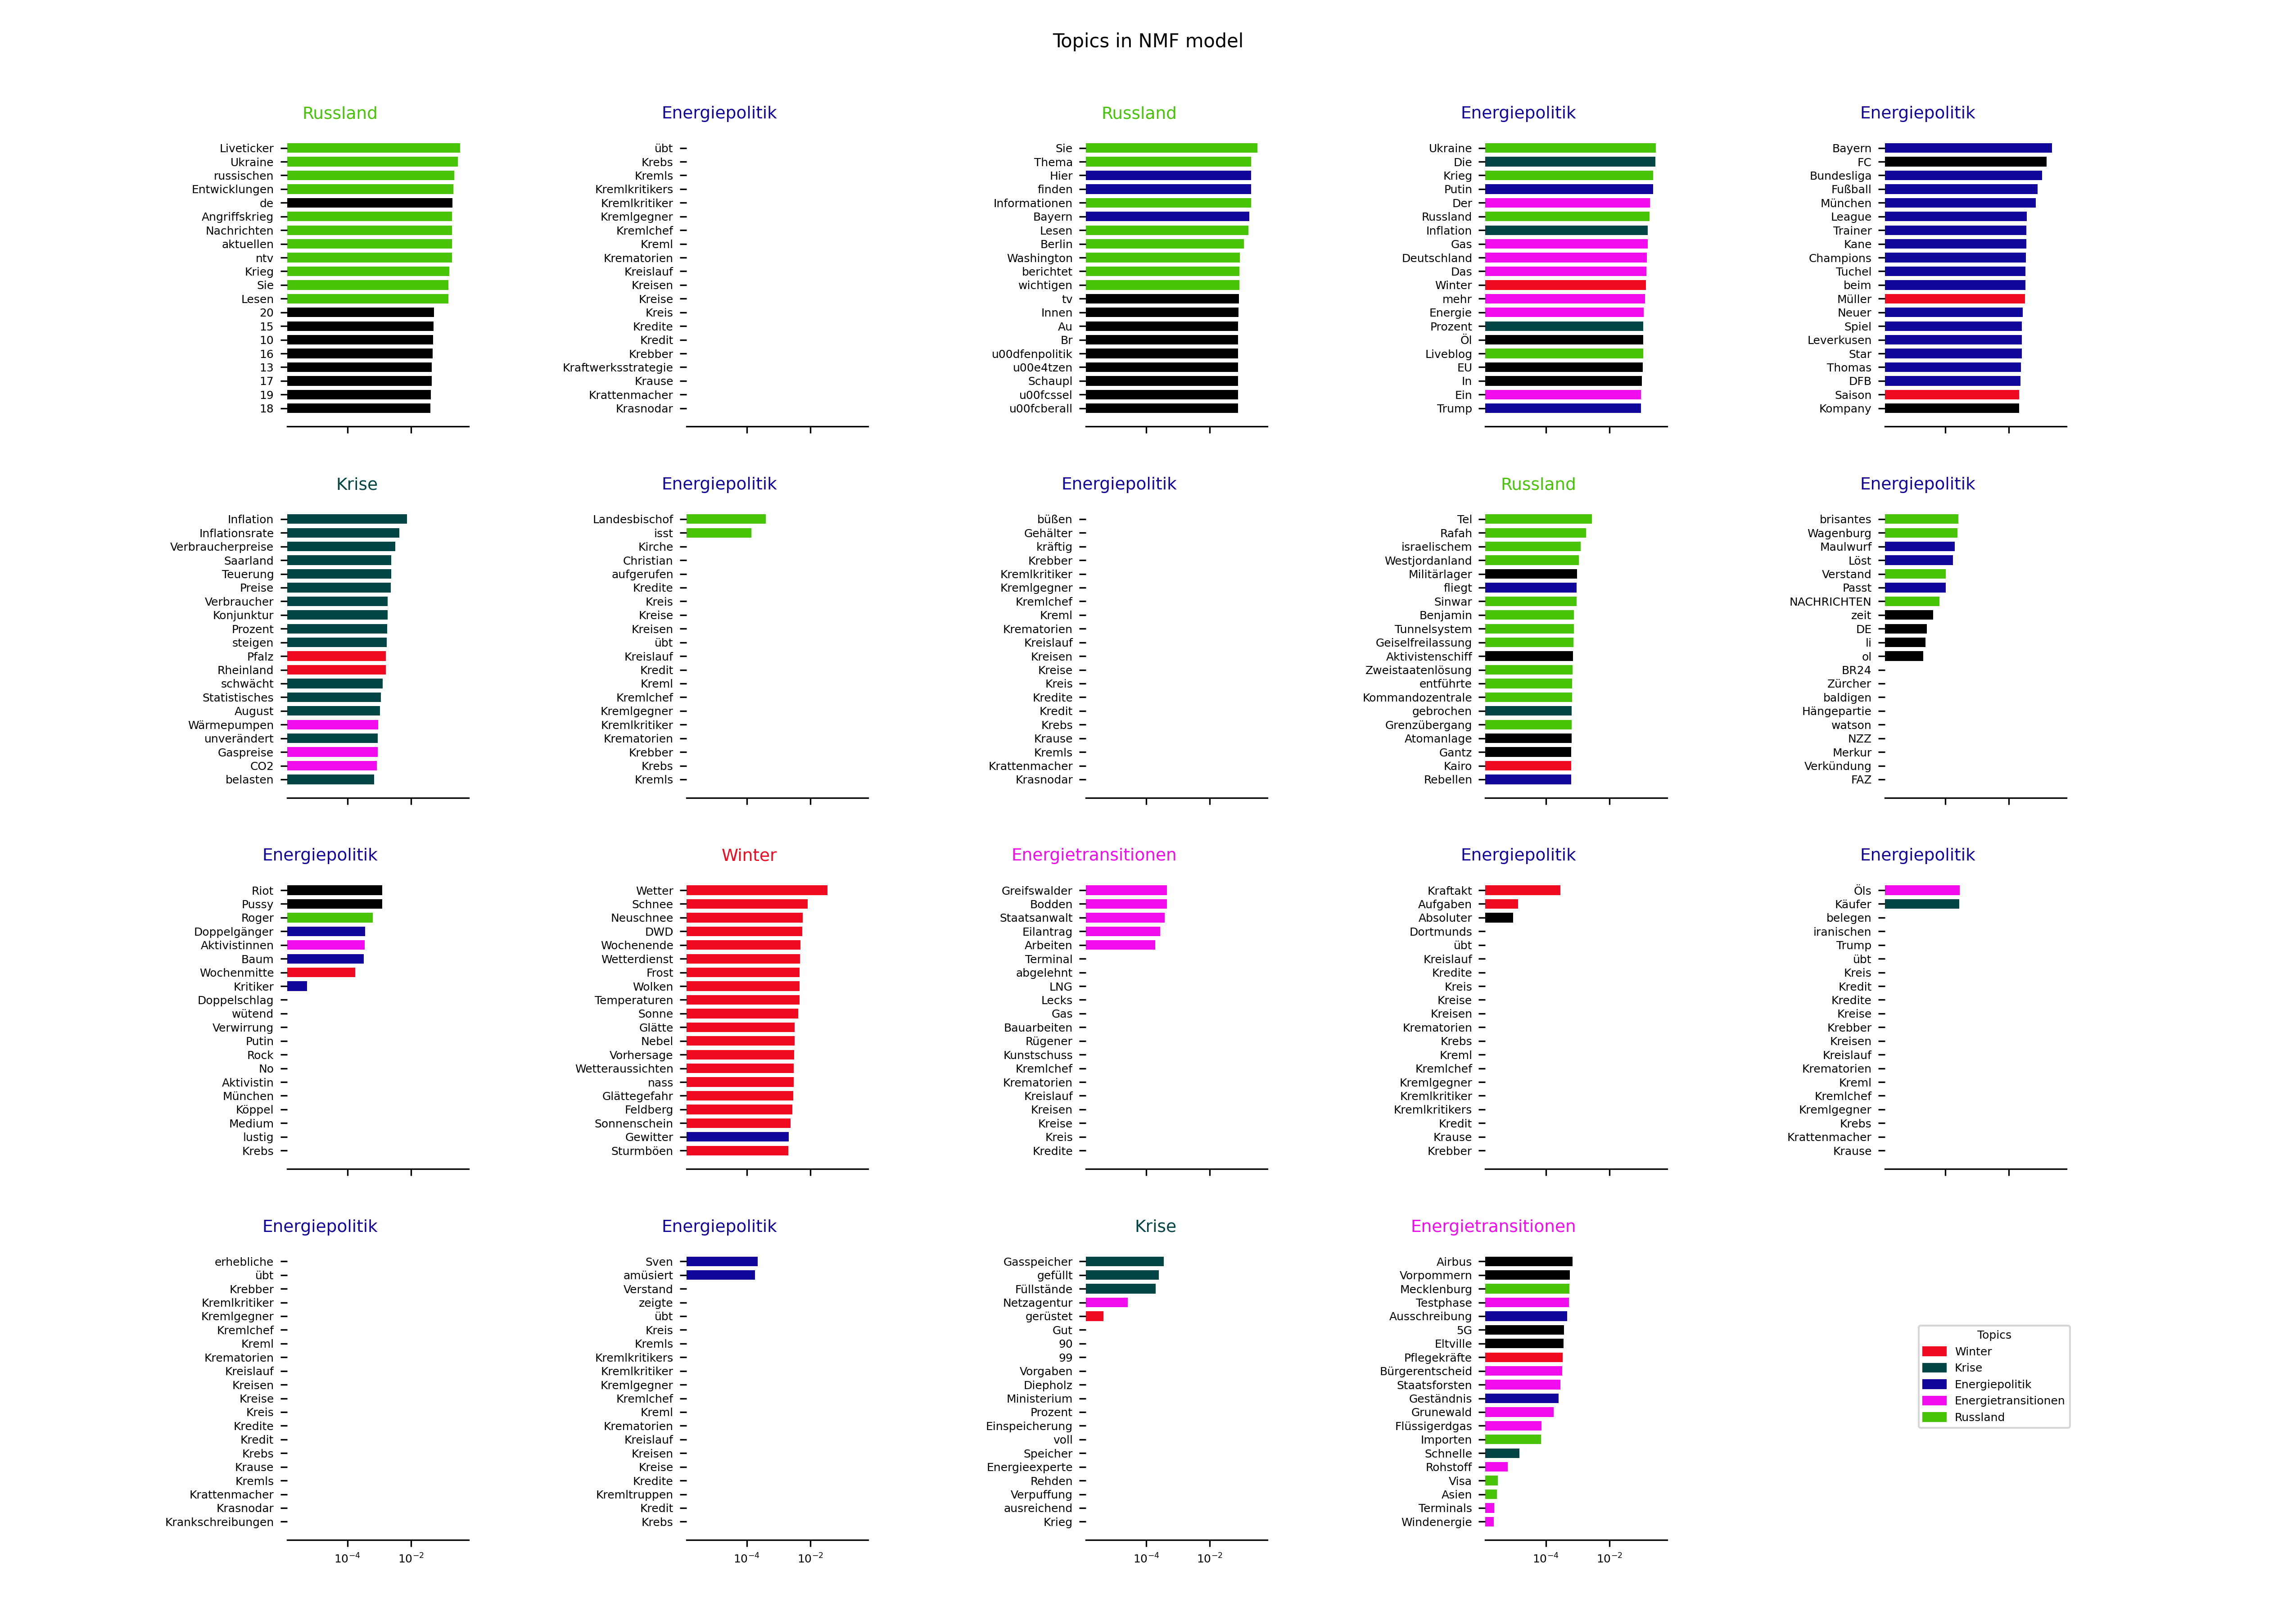 Topics in NMF model
Russland
Liveticker
Ukraine
russischen
Entwicklungen
de
Angriffskrieg
Nachrichten
aktuellen
ntv
Krieg
Sie
Lesen
20
15
10
16
13
17
19
18
Energiepolitik
übt
Krebs
Kremls
Kremlkritikers
Kremlkritiker
Kremlgegner
Kremlchef
Kreml
Krematorien
Kreislauf
Kreisen
Kreise
Kreis
Kredite
Kredit
Krebber
Kraftwerksstrategie
Krause
Krattenmacher
Krasnodar
Russland
Sie
Thema
Hier
finden
Informationen
Bayern
Lesen
Berlin
Washington
berichtet
wichtigen
tv
Innen
Au
Br
u00dfenpolitik
u00e4tzen
Schaupl
u00fcssel
u00fcberall
Energiepolitik
Ukraine
Die
Krieg
Putin
Der
Russland
Inflation
Gas
Deutschland
Das
Winter
mehr
Energie
Prozent
Öl
Liveblog
EU
In
Ein
Trump
Energiepolitik
Bayern
FC
Bundesliga
Fußball
München
League
Trainer
Kane
Champions
Tuchel
beim
Müller
Neuer
Spiel
Leverkusen
Star
Thomas
DFB
Saison
Kompany
Krise
Inflation
Inflationsrate
Verbraucherpreise
Saarland
Teuerung
Preise
Verbraucher
Konjunktur
Prozent
steigen
Pfalz
Rheinland
schwächt
Statistisches
August
Wärmepumpen
unverändert
Gaspreise
CO2
belasten
Energiepolitik
Landesbischof
isst
Kirche
Christian
aufgerufen
Kredite
Kreis
Kreise
Kreisen
übt
Kreislauf
Kredit
Kreml
Kremlchef
Kremlgegner
Kremlkritiker
Krematorien
Krebber
Krebs
Kremls
Energiepolitik
büßen
Gehälter
kräftig
Krebber
Kremlkritiker
Kremlgegner
Kremlchef
Kreml
Krematorien
Kreislauf
Kreisen
Kreise
Kreis
Kredite
Kredit
Krebs
Krause
Kremls
Krattenmacher
Krasnodar
Russland
Tel
Rafah
israelischem
Westjordanland
Militärlager
fliegt
Sinwar
Benjamin
Tunnelsystem
Geiselfreilassung
Aktivistenschiff
Zweistaatenlösung
entführte
Kommandozentrale
gebrochen
Grenzübergang
Atomanlage
Gantz
Kairo
Rebellen
Energiepolitik
brisantes
Wagenburg
Maulwurf
Löst
Verstand
Passt
NACHRICHTEN
zeit
DE
li
ol
BR24
Zürcher
baldigen
Hängepartie
watson
NZZ
Merkur
Verkündung
FAZ
Energiepolitik
Riot
Pussy
Roger
Doppelgänger
Aktivistinnen
Baum
Wochenmitte
Kritiker
Doppelschlag
wütend
Verwirrung
Putin
Rock
No
Aktivistin
München
Köppel
Medium
lustig
Krebs
Winter
Wetter
Schnee
Neuschnee
DWD
Wochenende
Wetterdienst
Frost
Wolken
Temperaturen
Sonne
Glätte
Nebel
Vorhersage
Wetteraussichten
nass
Glättegefahr
Feldberg
Sonnenschein
Gewitter
Sturmböen
Energietransitionen
Greifswalder
Bodden
Staatsanwalt
Eilantrag
Arbeiten
Terminal
abgelehnt
LNG
Lecks
Gas
Bauarbeiten
Rügener
Kunstschuss
Kremlchef
Krematorien
Kreislauf
Kreisen
Kreise
Kreis
Kredite
Energiepolitik
Kraftakt
Aufgaben
Absoluter
Dortmunds
übt
Kreislauf
Kredite
Kreis
Kreise
Kreisen
Krematorien
Krebs
Kreml
Kremlchef
Kremlgegner
Kremlkritiker
Kremlkritikers
Kredit
Krause
Krebber
Energiepolitik
Öls
Käufer
belegen
iranischen
Trump
übt
Kreis
Kredit
Kredite
Kreise
Krebber
Kreisen
Kreislauf
Krematorien
Kreml
Kremlchef
Kremlgegner
Krebs
Krattenmacher
Krause
Energiepolitik
erhebliche
übt
Krebber
Kremlkritiker
Kremlgegner
Kremlchef
Kreml
Krematorien
Kreislauf
Kreisen
Kreise
Kreis
Kredite
Kredit
Krebs
Krause
Kremls
Krattenmacher
Krasnodar
Krankschreibungen
10⁻⁴ 10⁻²
Energiepolitik
Sven
amüsiert
Verstand
zeigte
übt
Kreis
Kremls
Kremlkritikers
Kremlkritiker
Kremlgegner
Kremlchef
Kreml
Krematorien
Kreislauf
Kreisen
Kreise
Kredite
Kremltruppen
Kredit
Krebs
10⁻⁴ 10⁻²
Krise
Gasspeicher
gefüllt
Füllstände
Netzagentur
gerüstet
Gut
90
99
Vorgaben
Diepholz
Ministerium
Prozent
Einspeicherung
voll
Speicher
Energieexperte
Rehden
Verpuffung
ausreichend
Krieg
10⁻⁴ 10⁻²
Energietransitionen
Airbus
Vorpommern
Mecklenburg
Testphase
Ausschreibung
5G
Eltville
Pflegekräfte
Bürgerentscheid
Staatsforsten
Geständnis
Grunewald
Flüssigerdgas
Importen
Schnelle
Rohstoff
Visa
Asien
Terminals
Windenergie
10⁻⁴ 10⁻²
Topics
Winter
Krise
Energiepolitik
Energietransitionen
Russland